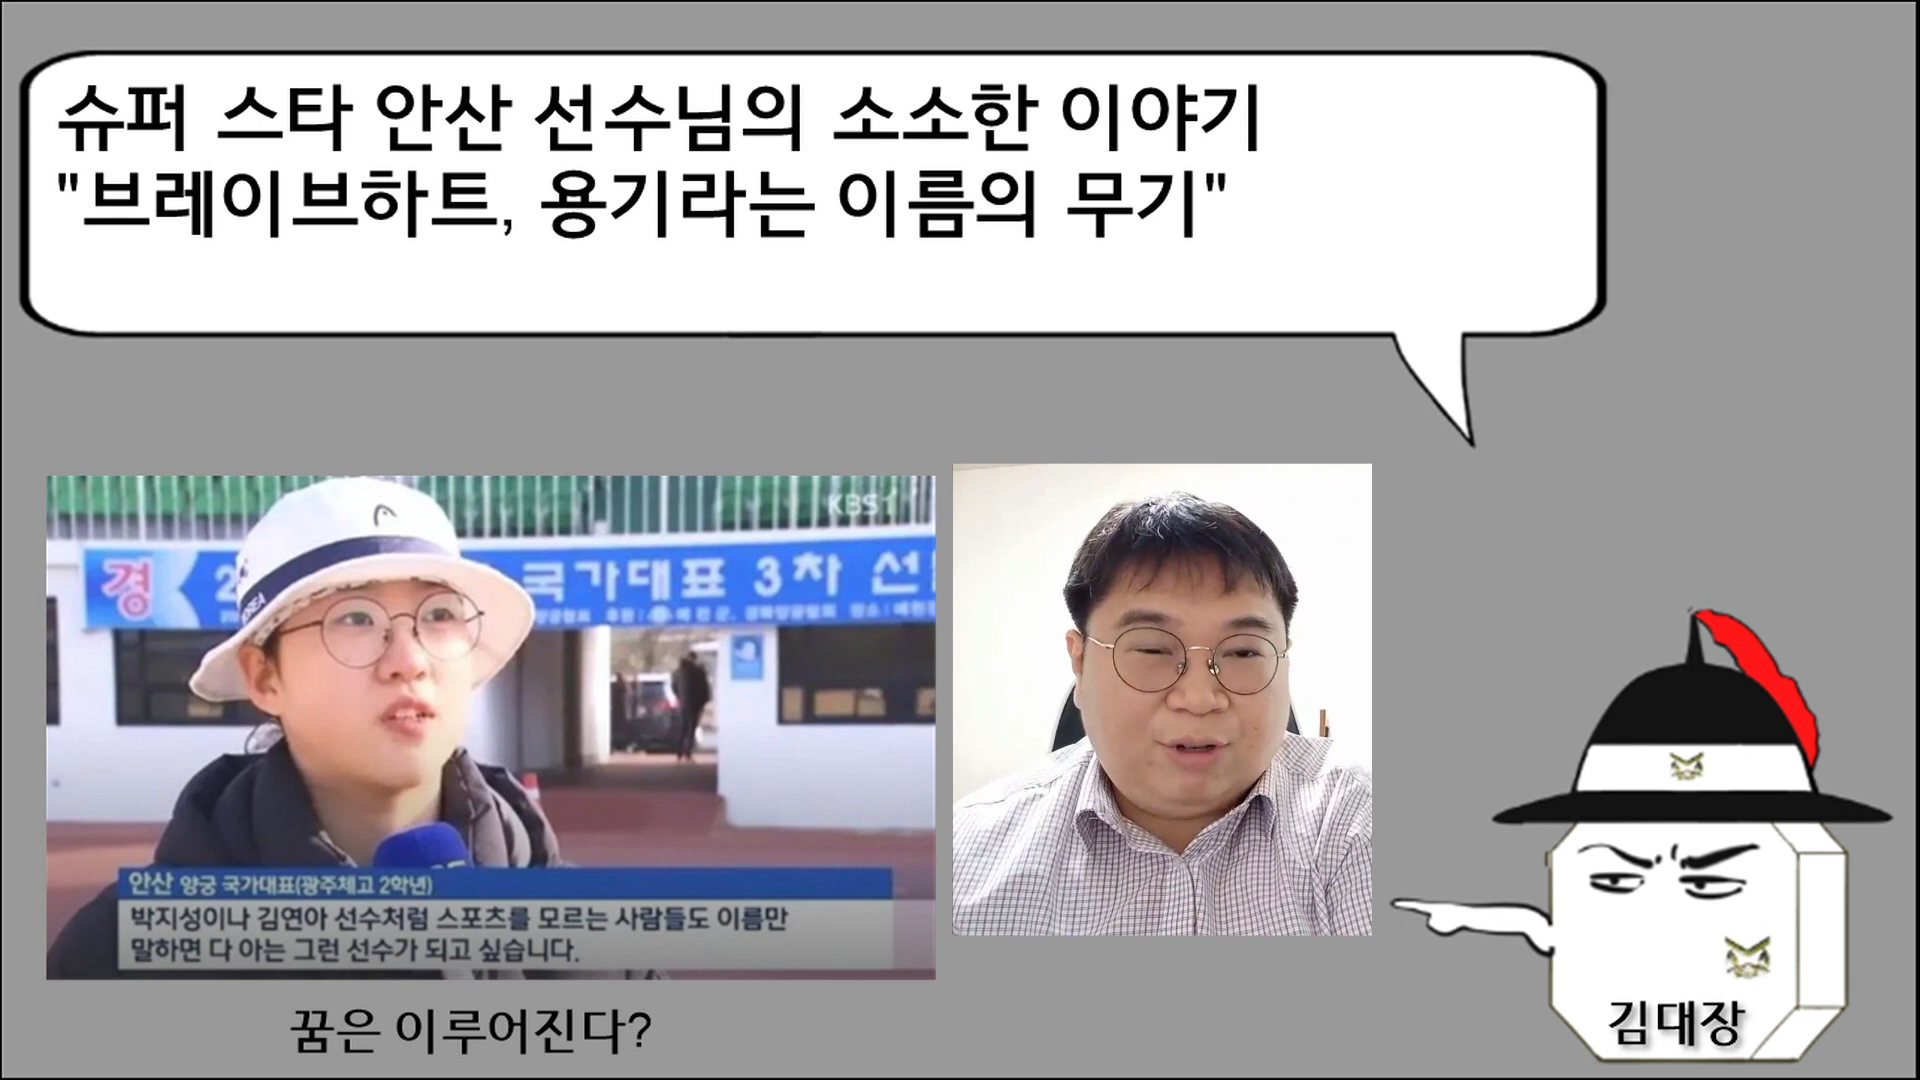 슈퍼 스타 안산 선수님의 소소한 이야기
"브레이브하트, 용기라는 이름의 무기"
KBS 1
경 2 국가대표 3차 선
안산 양궁 국가대표(광주체고 2학년)
박지성이나 김연아 선수처럼 스포츠를 모르는 사람들도 이름만
말하면 다 아는 그런 선수가 되고 싶습니다.
꿈은 이루어진다?
김대장